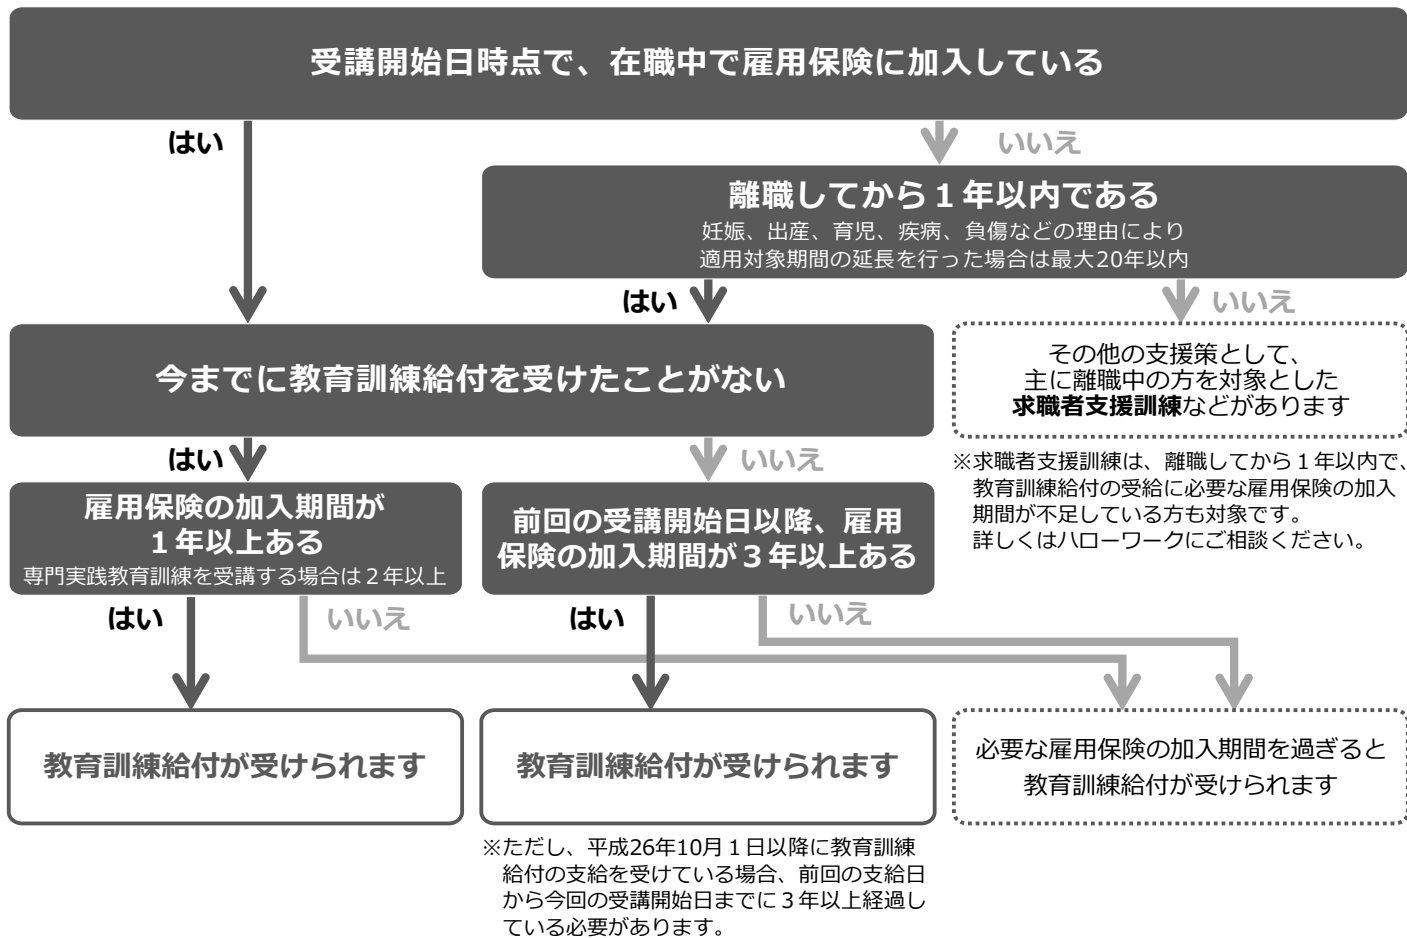 受講開始日時点で、在職中で雇用保険に加入している
はい
いいえ
離職してから１年以内である
妊娠、出産、育児、疾病、負傷などの理由により
適用対象期間の延長を行った場合は最大20年以内
はい
いいえ
今までに教育訓練給付を受けたことがない
その他の支援策として、
主に離職中の方を対象とした
求職者支援訓練などがあります
※求職者支援訓練は、離職してから１年以内で、
教育訓練給付の受給に必要な雇用保険の加入
期間が不足している方も対象です。
詳しくはハローワークにご相談ください。
はい
いいえ
雇用保険の加入期間が
１年以上ある
専門実践教育訓練を受講する場合は２年以上
前回の受講開始日以降、雇用
保険の加入期間が３年以上ある
はい
いいえ
はい
いいえ
教育訓練給付が受けられます
教育訓練給付が受けられます
必要な雇用保険の加入期間を過ぎると
教育訓練給付が受けられます
※ただし、平成26年10月１日以降に教育訓練
給付の支給を受けている場合、前回の支給日
から今回の受講開始日までに３年以上経過し
ている必要があります。